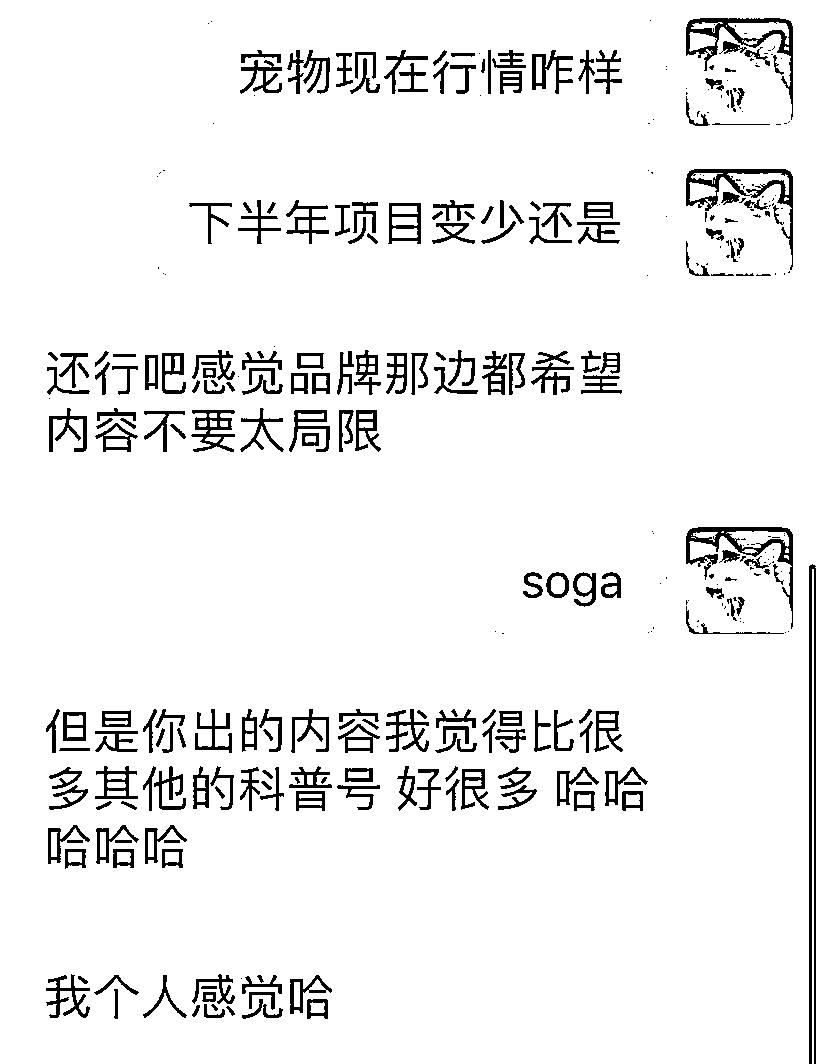 宠物现在行情咋样
下半年项目变少还是
还行吧感觉品牌那边都希望
内容不要太局限
soga
但是你出的内容我觉得比很
多其他的科普号 好很多 哈哈
哈哈哈
我个人感觉哈